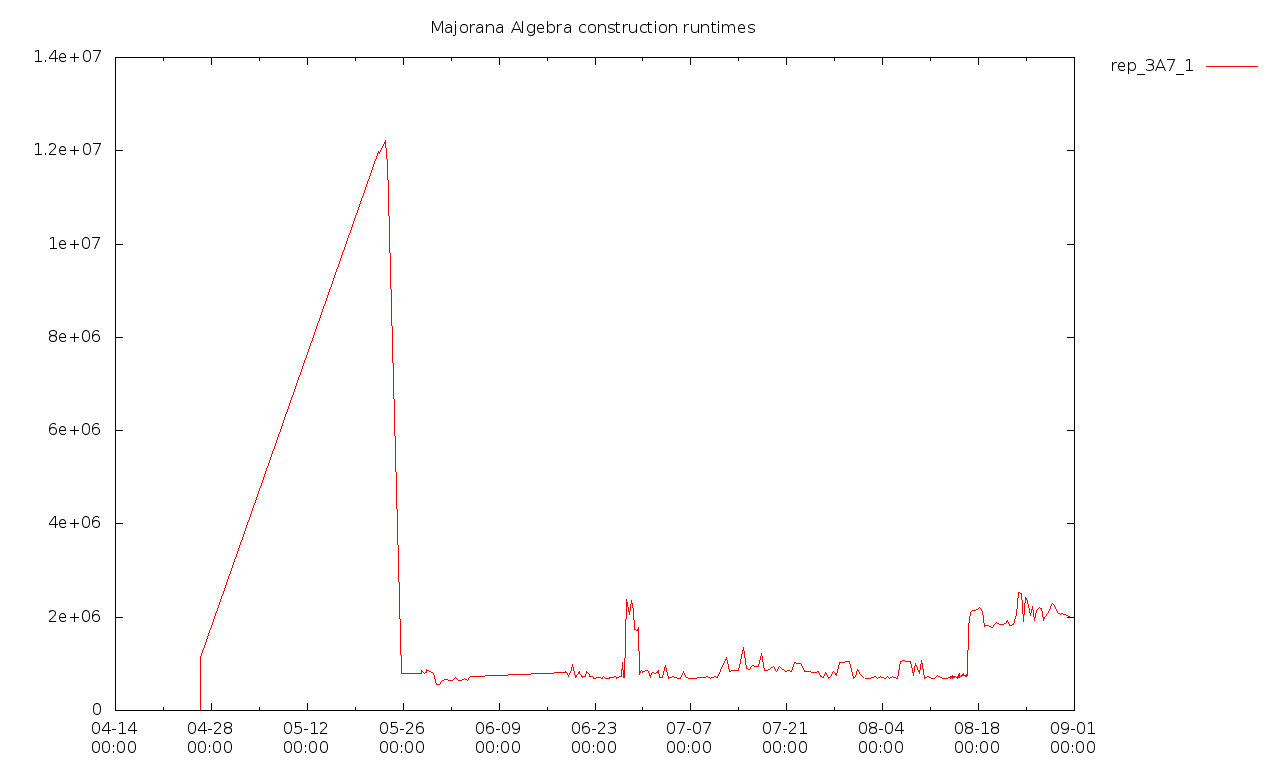 Majorana Algebra construction runtimes
rep_3A7_1
1.4e+07
1.2e+07
1e+07
8e+06
6e+06
4e+06
2e+06
0
04-14 04-28 05-12 05-26 06-09 06-23 07-07 07-21 08-04 08-18 09-01
00:00 00:00 00:00 00:00 00:00 00:00 00:00 00:00 00:00 00:00 00:00